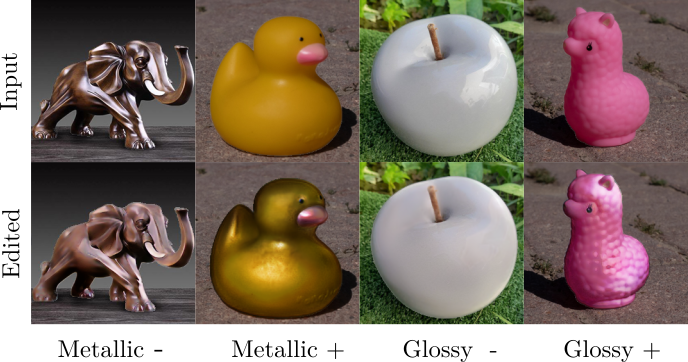 Input
Edited
Metallic -
Metallic +
Glossy -
Glossy +